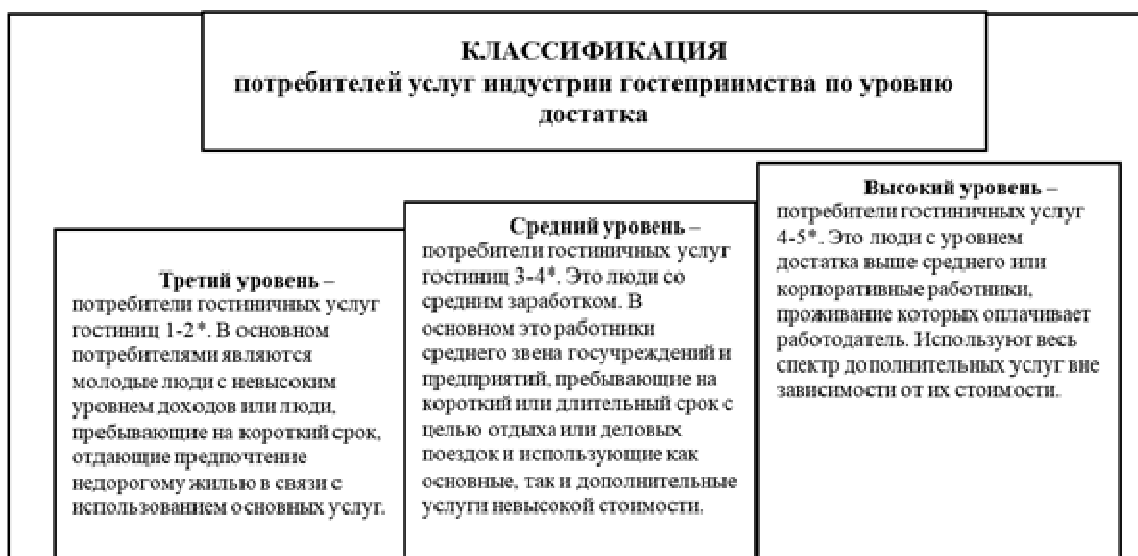 КЛАССИФИКАЦИЯ
потребителей услуг индустрии гостеприимства по уровню
достатка
Третий уровень –
потребители гостиничных услуг
гостиниц 1-2*. В основном
потребителями являются
молодые люди с невысоким
уровнем доходов или люди,
пребывающие на короткий срок,
отдающие предпочтение
недорогому жилью в связи с
использованием основных услуг.
Средний уровень –
потребители гостиничных услуг
гостиниц 3-4*. Это люди со
средним заработком. В
основном это работники
среднего звена госучреждений и
предприятий, пребывающие на
короткий или длительный срок с
целью отдыха или деловых
поездок и использующие как
основные, так и дополнительные
услуги невысокой стоимости.
Высокий уровень –
потребители гостиничных услуг
4-5*. Это люди с уровнем
достатка выше среднего или
корпоративные работники,
проживание которых оплачивает
работодатель. Используют весь
спектр дополнительных услуг вне
зависимости от их стоимости.